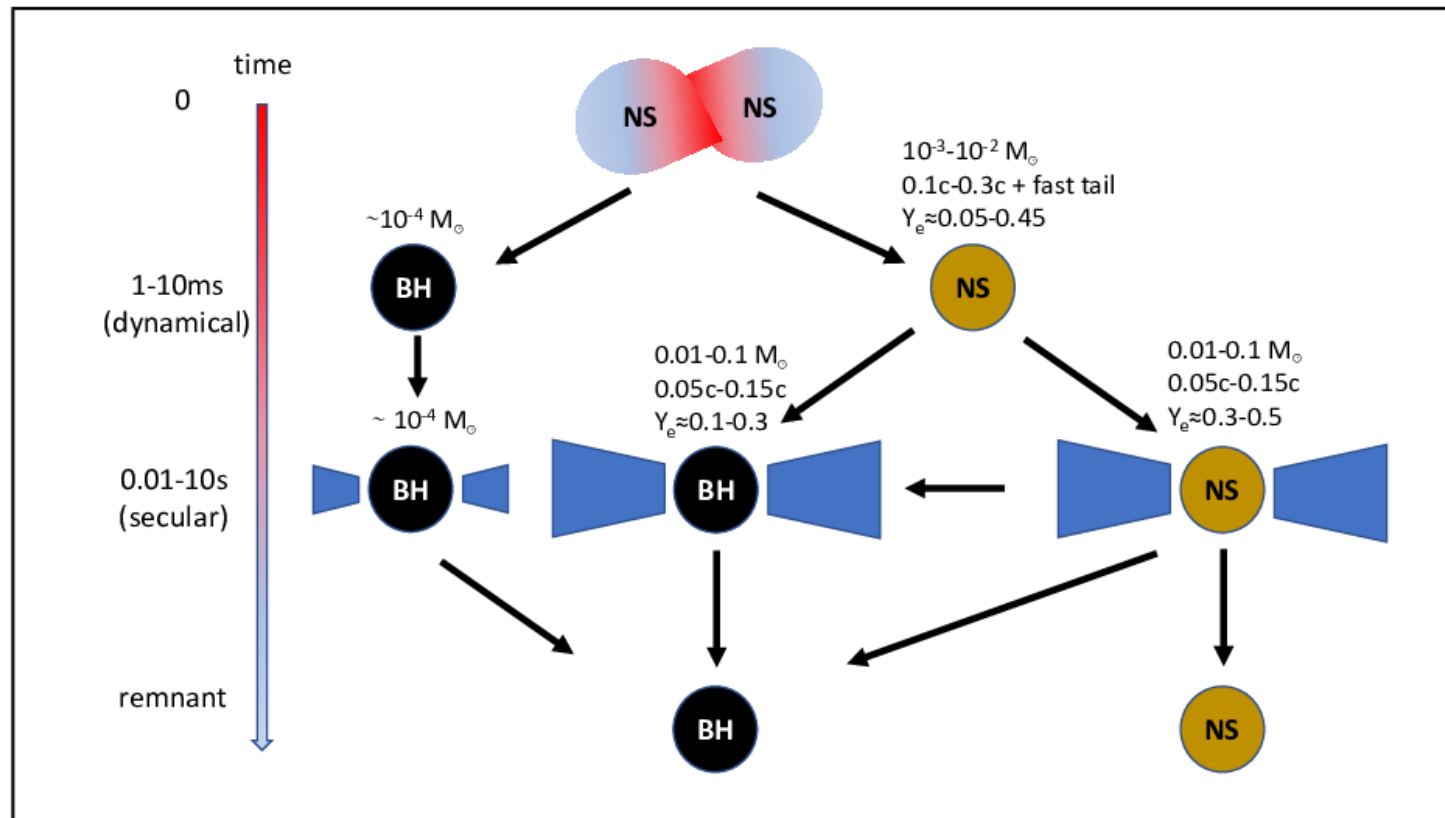 time
0
NS
NS
10⁻³-10⁻² M☉
0.1c-0.3c + fast tail
Yₑ≈0.05-0.45
~10⁻⁴ M☉
BH
NS
1-10ms
(dynamical)
0.01-0.1 M☉
0.05c-0.15c
Yₑ≈0.1-0.3
0.01-0.1 M☉
0.05c-0.15c
Yₑ≈0.3-0.5
~ 10⁻⁴ M☉
0.01-10s
(secular)
BH
BH
NS
remnant
BH
NS